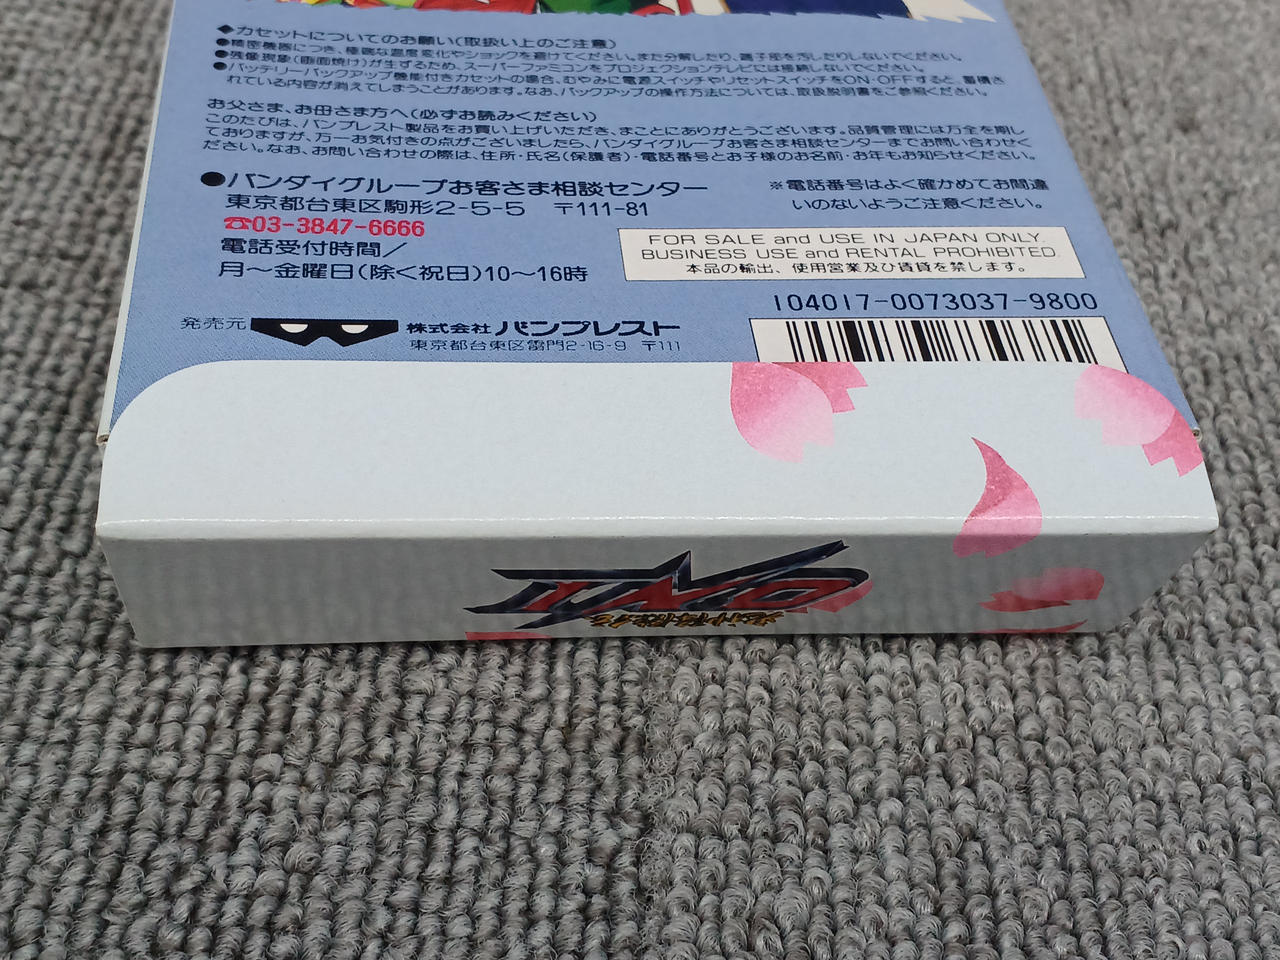 ◆カセットについてのお願い(取扱い上のご注意)
●精密機器につき、極端な温度変化やショックを避けてください。また分解したり、端子部を汚したりしないでください。
●残像現象(画面焼け)が生ずるため、スーパーファミコンをプロジェクションテレビには接続しないでください。
●バッテリーバックアップ機能付きカセットの場合、むやみに電源スイッチやリセットスイッチをON・OFFすると、蓄積さ
れている内容が消えてしまうことがあります。なお、バックアップの操作方法については、取扱説明書をご参照ください。
お父さま、お母さま方へ(必ずお読みください)
このたびは、バンプレスト製品をお買い上げいただき、まことにありがとうございます。品質管理には万全を期し
ておりますが、万一お気付きの点がございましたら、バンダイグループお客さま相談センターまでお問い合わせく
ださい。なお、お問い合わせの際は、住所・氏名(保護者)・電話番号とお子様のお名前・お年もお知らせください。
●バンダイグループお客さま相談センター
東京都台東区駒形2-5-5 〒111-81
☎03-3847-6666
電話受付時間/
月〜金曜日(除く祝日)10〜16時
※電話番号はよく確かめてお間違
いのないようご注意ください。
FOR SALE and USE IN JAPAN ONLY.
BUSINESS USE and RENTAL PROHIBITED.
本品の輸出、使用営業及び賃貸を禁じます。
104017-0073037-9800
発売元
株式会社 バンプレスト
東京都台東区雷門2-16-9 〒111